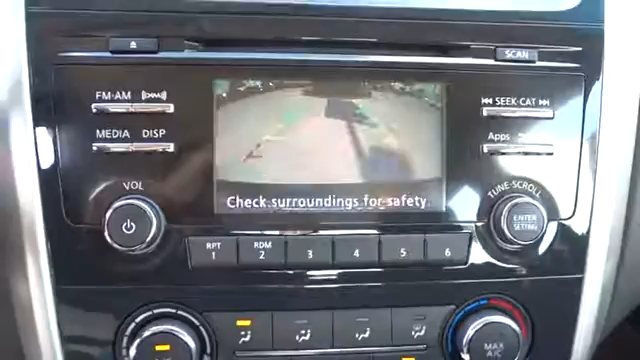 SCAN
FM·AM
SEEK·CAT
MEDIA DISP
Apps
VOL
TUNE·SCROLL
ENTER
SETTING
Check surroundings for safety.
RPT RDM
1 2 3 4 5 6
MAX
A/C